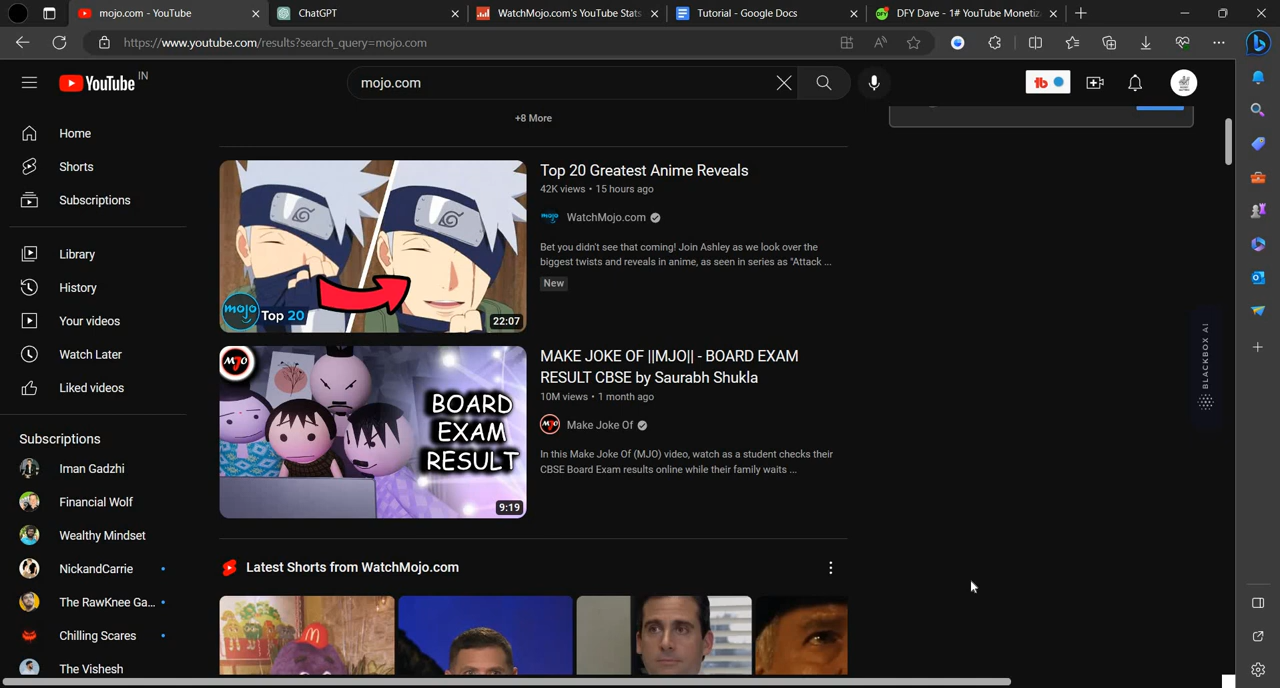 mojo.com - YouTube
ChatGPT
WatchMojo.com's YouTube Stats
Tutorial - Google Docs
DFY Dave - 1# YouTube Monetiz
https://www.youtube.com/results?search_query=mojo.com
YouTube IN
mojo.com
tb
Home
Shorts
Subscriptions
Library
History
Your videos
Watch Later
Liked videos
Subscriptions
Iman Gadzhi
Financial Wolf
Wealthy Mindset
NickandCarrie
The RawKnee Ga...
Chilling Scares
The Vishesh
+8 More
mojo Top 20
22:07
Top 20 Greatest Anime Reveals
42K views • 15 hours ago
mojo WatchMojo.com
Bet you didn't see that coming! Join Ashley as we look over the
biggest twists and reveals in anime, as seen in series as "Attack ...
New
MJO
BOARD
EXAM
RESULT
9:19
MAKE JOKE OF ||MJO|| - BOARD EXAM
RESULT CBSE by Saurabh Shukla
10M views • 1 month ago
MJO Make Joke Of
In this Make Joke Of (MJO) video, watch as a student checks their
CBSE Board Exam results online while their family waits ...
Latest Shorts from WatchMojo.com
BLACKBOX AI